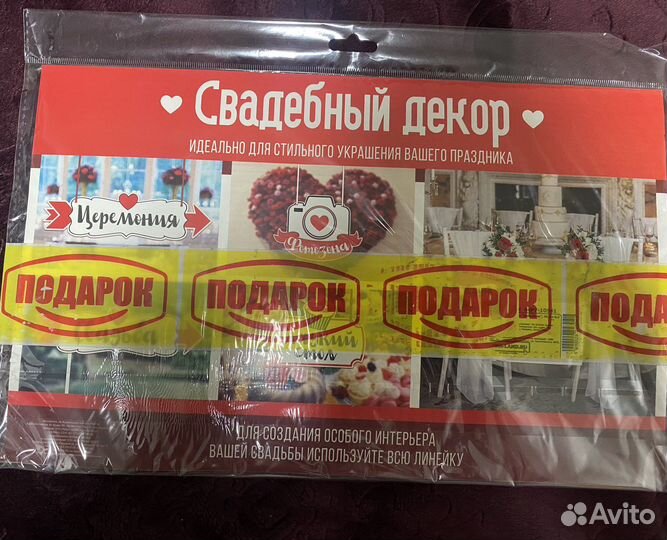 Свадебный декор
ИДЕАЛЬНО ДЛЯ СТИЛЬНОГО УКРАШЕНИЯ ВАШЕГО ПРАЗДНИКА
Церемония
Фотозона
ПОДАРОК ПОДАРОК ПОДАРОК ПОДАРОК
ДЛЯ СОЗДАНИЯ ОСОБОГО ИНТЕРЬЕРА
ВАШЕЙ СВАДЬБЫ ИСПОЛЬЗУЙТЕ ВСЮ ЛИНЕЙКУ
Avito